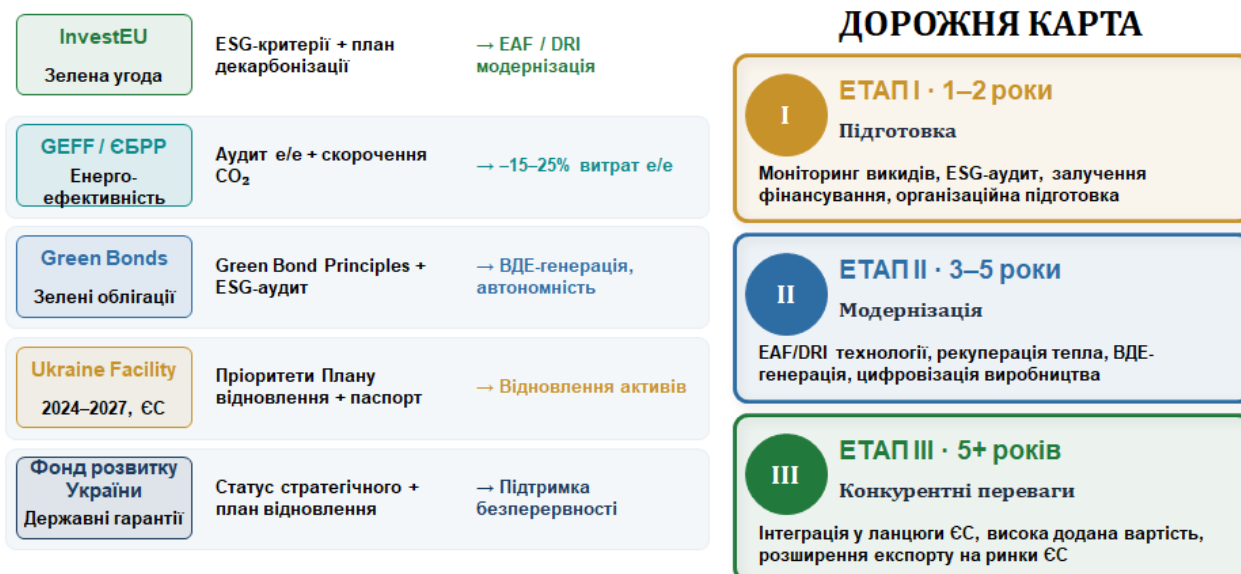 InvestEU
Зелена угода
ESG-критерії + план
декарбонізації
→ EAF / DRI
модернізація
GEFF / ЄБРР
Енерго-
ефективність
Аудит е/е + скорочення
CO₂
→ –15–25% витрат е/е
Green Bonds
Зелені облігації
Green Bond Principles +
ESG-аудит
→ ВДЕ-генерація,
автономність
Ukraine Facility
2024–2027, ЄС
Пріоритети Плану
відновлення + паспорт
→ Відновлення активів
Фонд розвитку
України
Державні гарантії
Статус стратегічного +
план відновлення
→ Підтримка
безперервності
ДОРОЖНЯ КАРТА
I
ЕТАП I · 1–2 роки
Підготовка
Моніторинг викидів, ESG-аудит, залучення
фінансування, організаційна підготовка
II
ЕТАП II · 3–5 роки
Модернізація
EAF/DRI технології, рекуперація тепла, ВДЕ-
генерація, цифровізація виробництва
III
ЕТАП III · 5+ років
Конкурентні переваги
Інтеграція у ланцюги ЄС, висока додана вартість,
розширення експорту на ринки ЄС